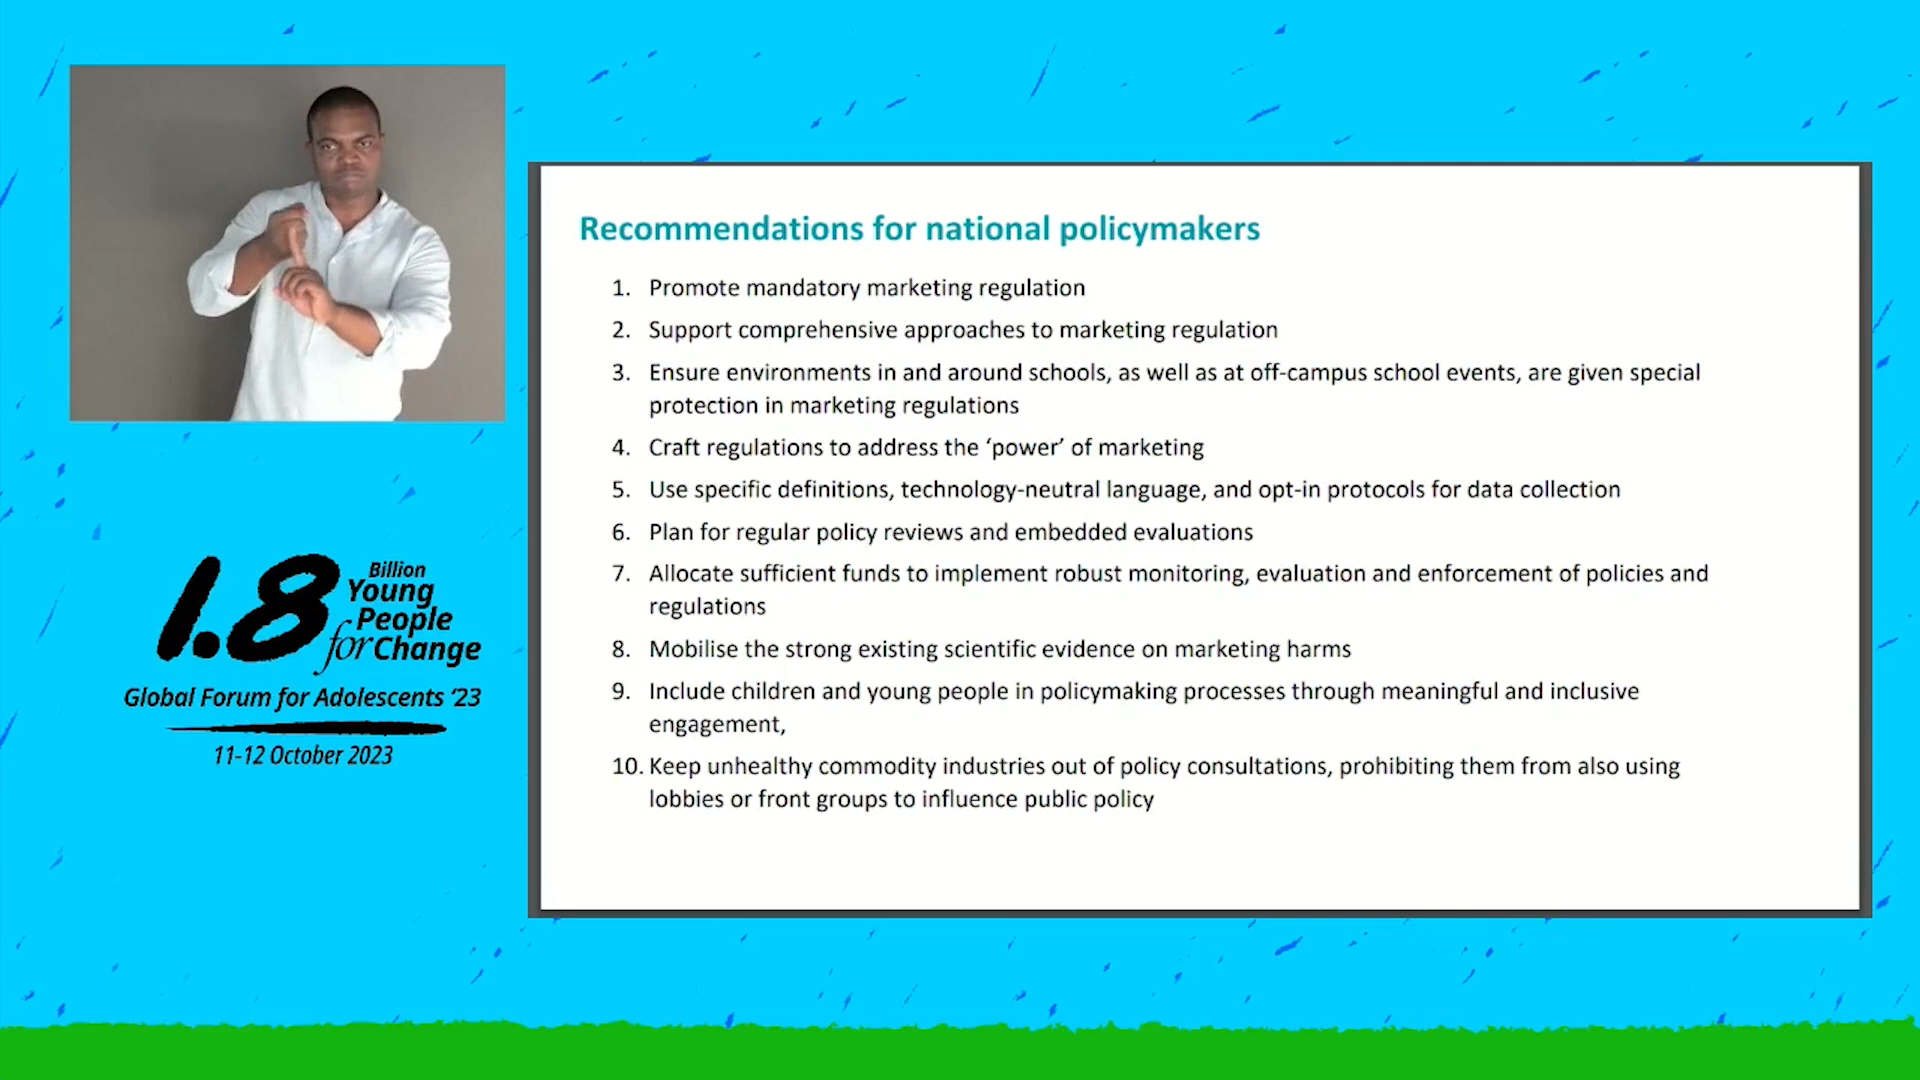 Recommendations for national policymakers
1. Promote mandatory marketing regulation
2. Support comprehensive approaches to marketing regulation
3. Ensure environments in and around schools, as well as at off-campus school events, are given special
protection in marketing regulations
4. Craft regulations to address the ‘power’ of marketing
5. Use specific definitions, technology-neutral language, and opt-in protocols for data collection
6. Plan for regular policy reviews and embedded evaluations
7. Allocate sufficient funds to implement robust monitoring, evaluation and enforcement of policies and
regulations
8. Mobilise the strong existing scientific evidence on marketing harms
9. Include children and young people in policymaking processes through meaningful and inclusive
engagement,
10. Keep unhealthy commodity industries out of policy consultations, prohibiting them from also using
lobbies or front groups to influence public policy
1.8 Billion
Young
People
for Change
Global Forum for Adolescents ‘23
11-12 October 2023